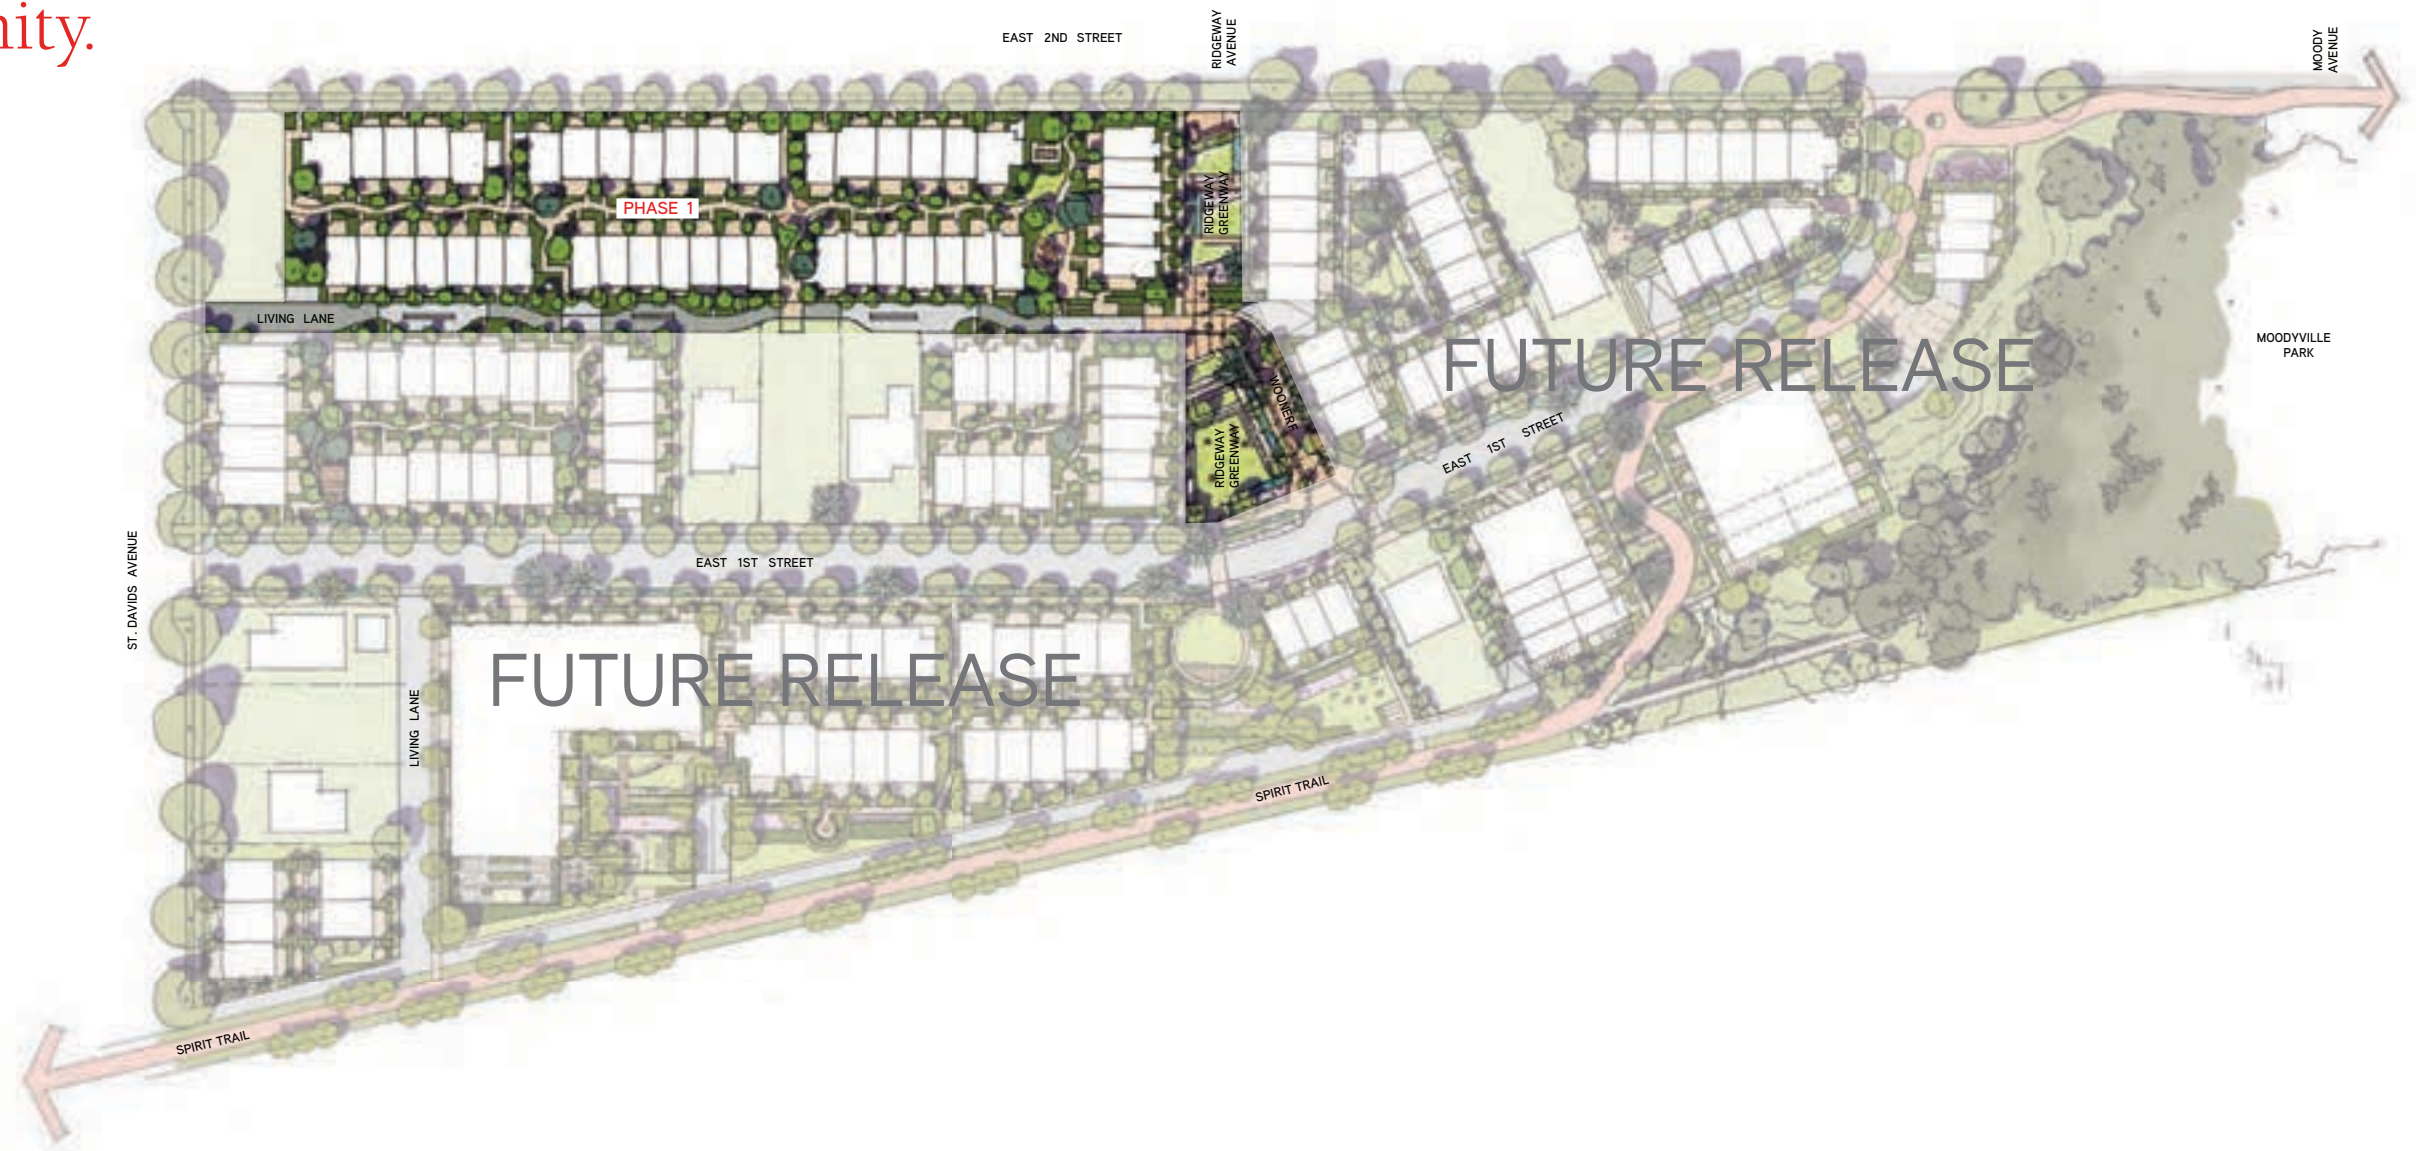 nity.
EAST 2ND STREET
RIDGEWAY
AVENUE
MOODY
AVENUE
PHASE 1
RIDGEWAY
GREENWAY
LIVING LANE
MOODYVILLE
PARK
FUTURE RELEASE
WOONERF
RIDGEWAY
GREENWAY
EAST 1ST STREET
ST. DAVIDS AVENUE
EAST 1ST STREET
FUTURE RELEASE
LIVING LANE
SPIRIT TRAIL
SPIRIT TRAIL